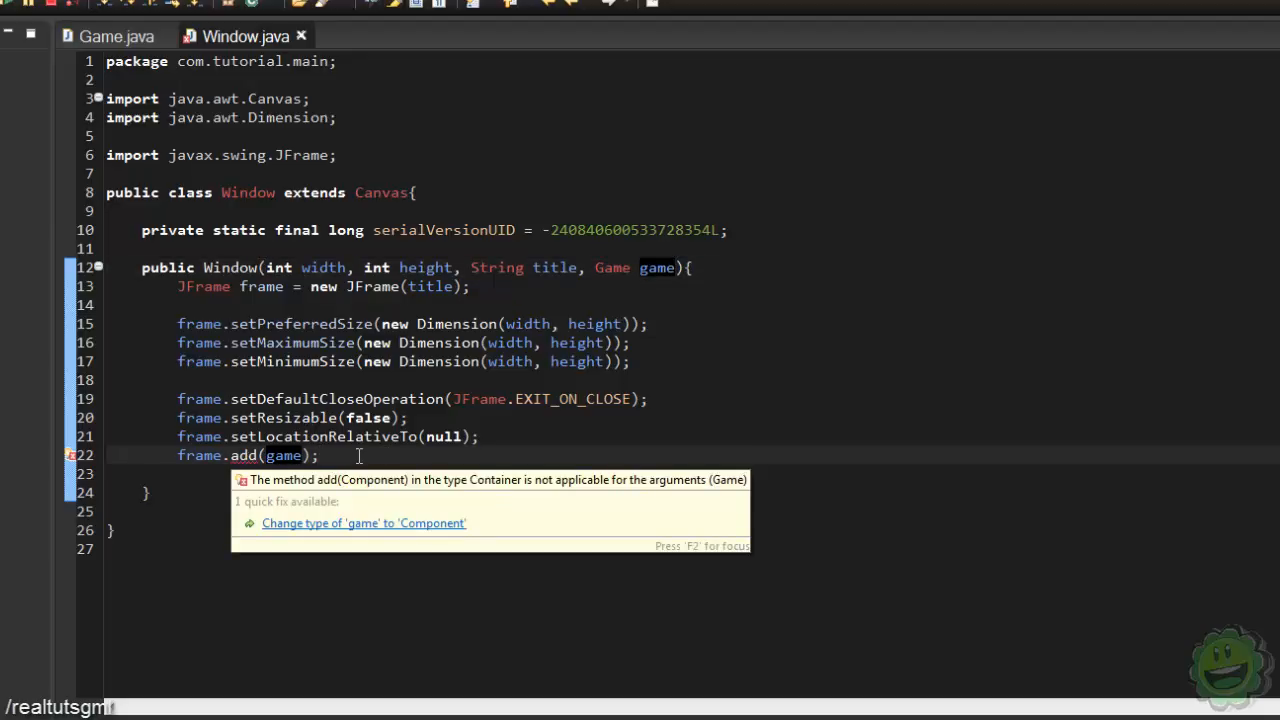 Game.java
Window.java
1 package com.tutorial.main;
2
3 import java.awt.Canvas;
4 import java.awt.Dimension;
5
6 import javax.swing.JFrame;
7
8 public class Window extends Canvas{
9
10 private static final long serialVersionUID = -240840600533728354L;
11
12 public Window(int width, int height, String title, Game game){
13 JFrame frame = new JFrame(title);
14
15 frame.setPreferredSize(new Dimension(width, height));
16 frame.setMaximumSize(new Dimension(width, height));
17 frame.setMinimumSize(new Dimension(width, height));
18
19 frame.setDefaultCloseOperation(JFrame.EXIT_ON_CLOSE);
20 frame.setResizable(false);
21 frame.setLocationRelativeTo(null);
22 frame.add(game);
23
The method add(Component) in the type Container is not applicable for the arguments (Game)
24 }
1 quick fix available:
25
Change type of 'game' to 'Component'
26 }
Press 'F2' for focus
27
/realtutsgmr